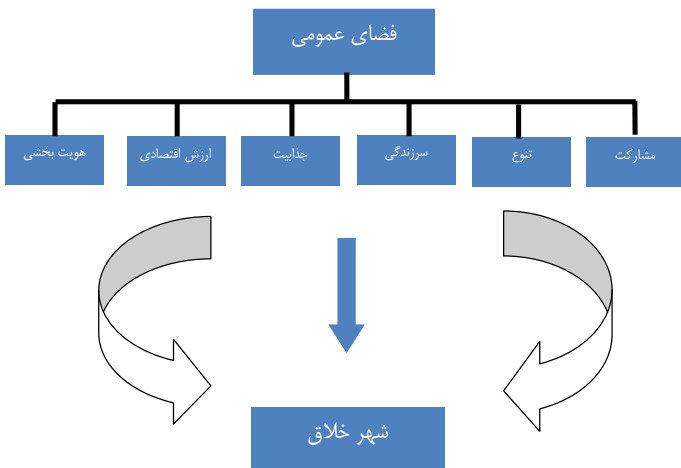 فضای عمومی
مشارکت
تنوع
سرزندگی
جذابیت
ارزش اقتصادی
هویت بخشی
شهر خلاق